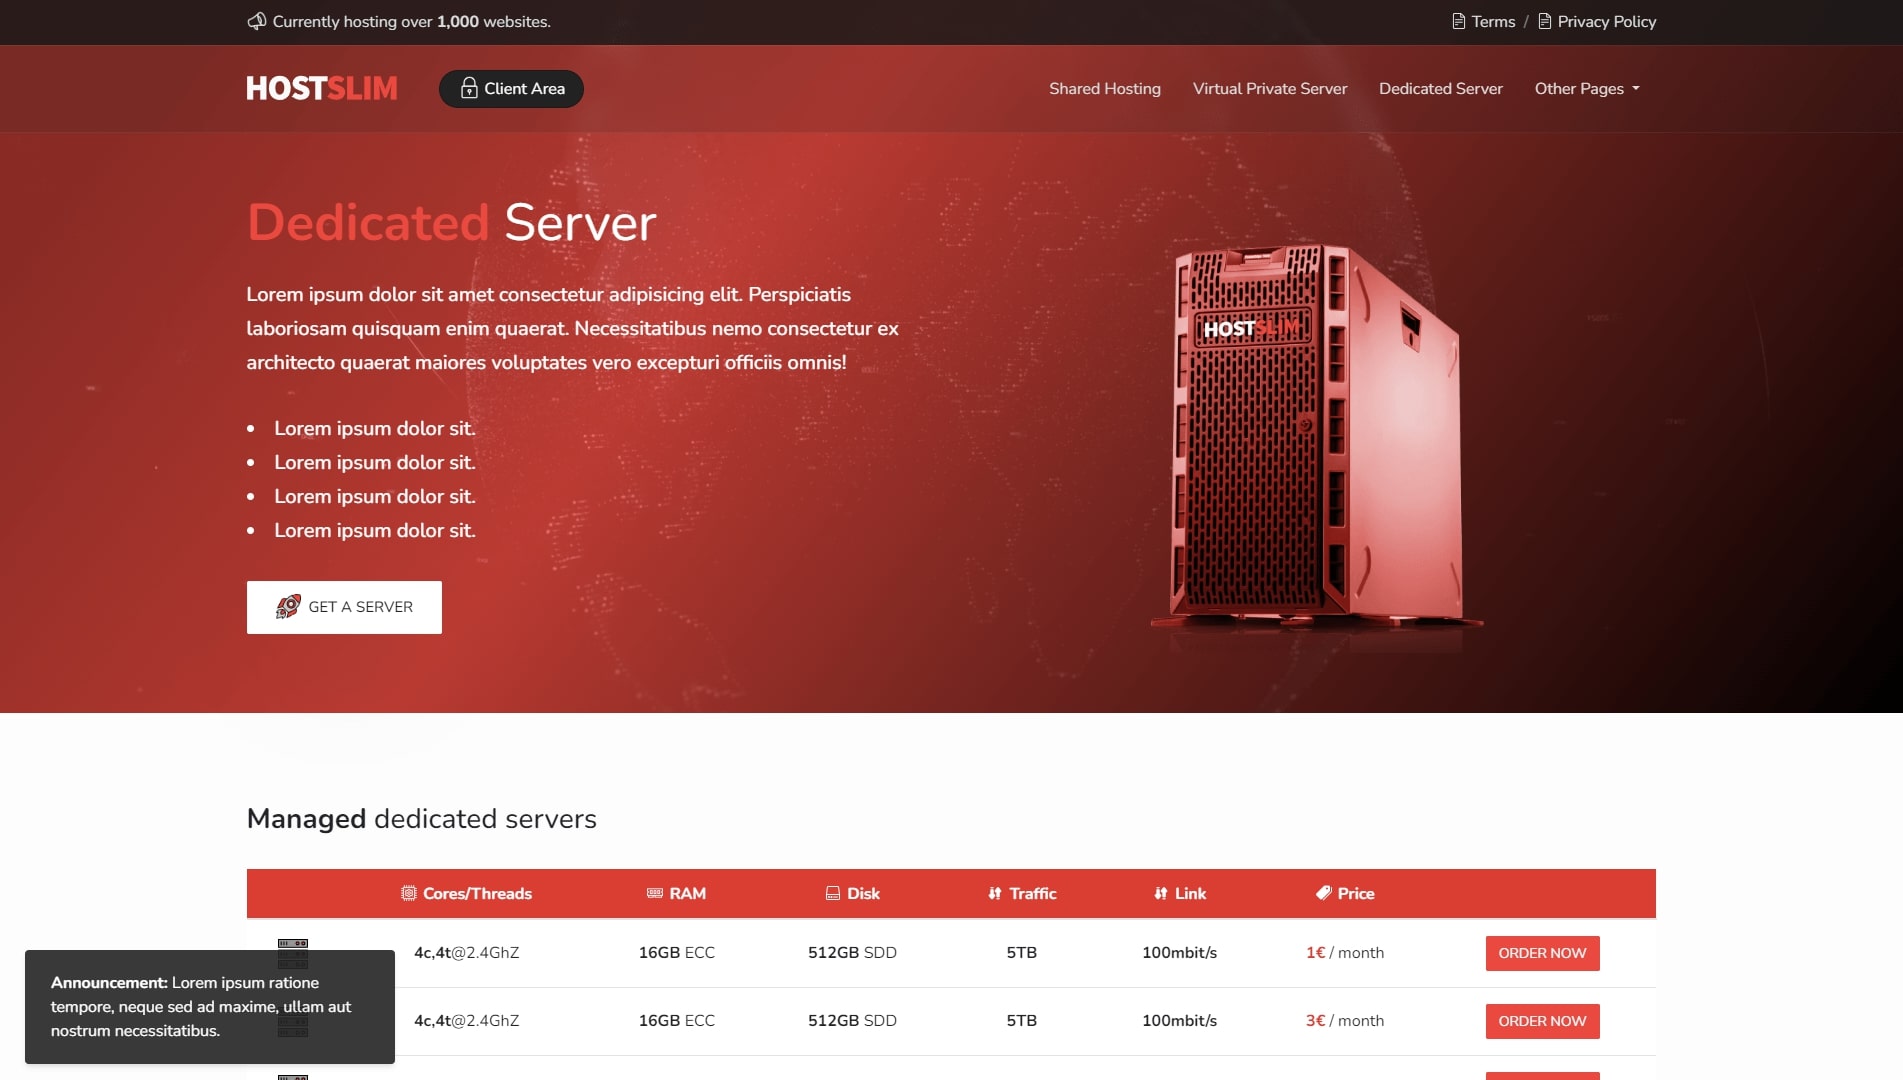 Currently hosting over 1,000 websites.
Terms / Privacy Policy
HOSTSLIM
Client Area
Shared Hosting
Virtual Private Server
Dedicated Server
Other Pages
Dedicated Server
Lorem ipsum dolor sit amet consectetur adipisicing elit. Perspiciatis
laboriosam quisquam enim quaerat. Necessitatibus nemo consectetur ex
architecto quaerat maiores voluptates vero excepturi officiis omnis!
• Lorem ipsum dolor sit.
• Lorem ipsum dolor sit.
• Lorem ipsum dolor sit.
• Lorem ipsum dolor sit.
GET A SERVER
HOSTSLIM
Managed dedicated servers
Cores/Threads RAM Disk Traffic Link Price
4c,4t@2.4GhZ 16GB ECC 512GB SDD 5TB 100mbit/s 1€ / month ORDER NOW
4c,4t@2.4GhZ 16GB ECC 512GB SDD 5TB 100mbit/s 3€ / month ORDER NOW
Announcement: Lorem ipsum ratione
tempore, neque sed ad maxime, ullam aut
nostrum necessitatibus.